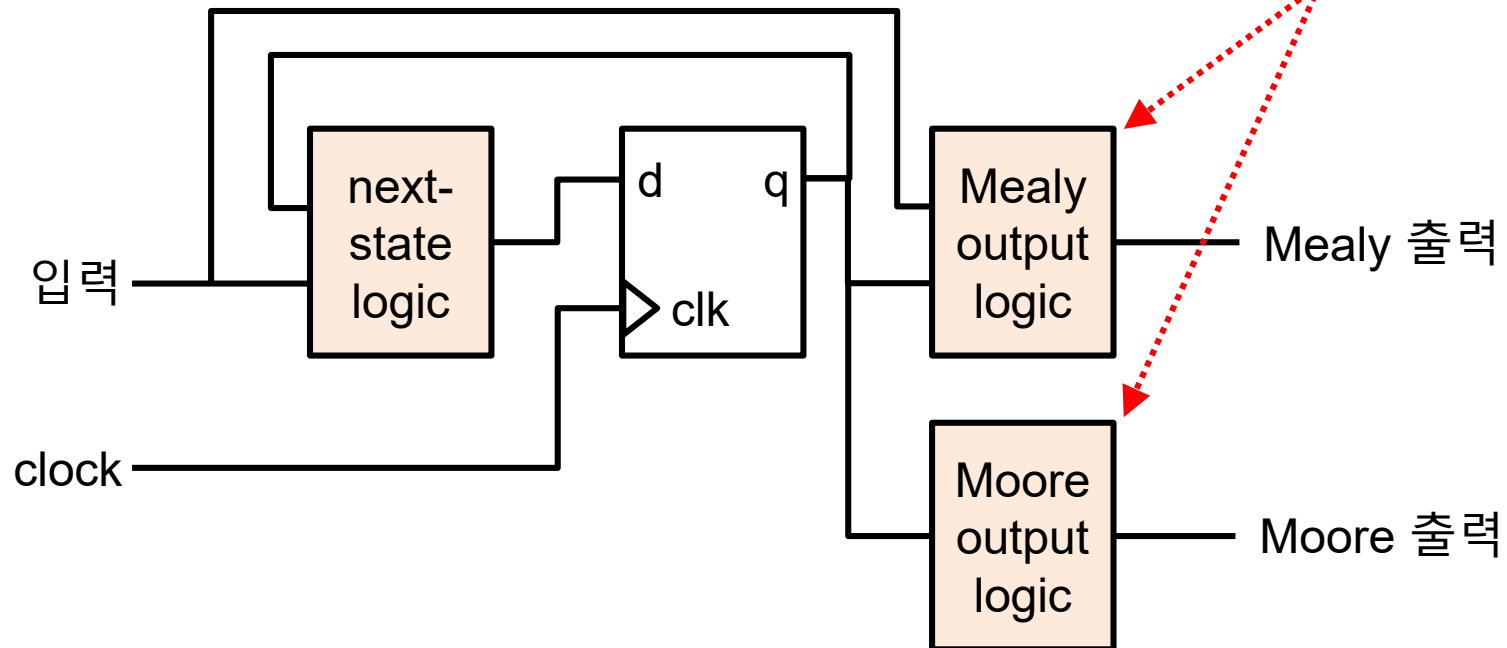 next-
state
logic
d
q
clk
Mealy
output
logic
Mealy 출력
입력
clock
Moore
output
logic
Moore 출력